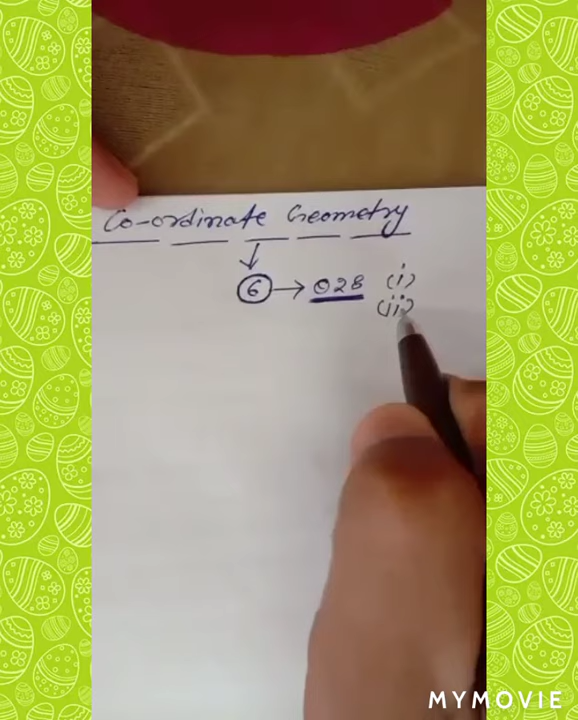 Co-ordinate Geometry
↓
6 → 028 (i)
(ii)
MYMOVIE